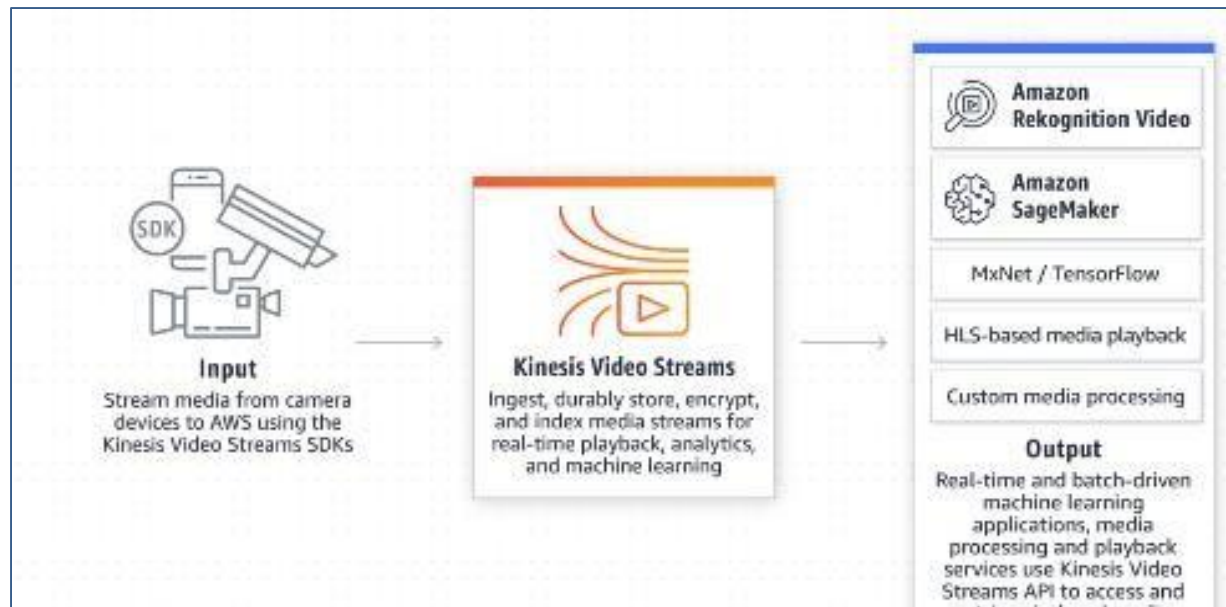 SDK
Input
Stream media from camera
devices to AWS using the
Kinesis Video Streams SDKs
Kinesis Video Streams
Ingest, durably store, encrypt,
and index media streams for
real-time playback, analytics,
and machine learning
Amazon
Rekognition Video
Amazon
SageMaker
MxNet / TensorFlow
HLS-based media playback
Custom media processing
Output
Real-time and batch-driven
machine learning
applications, media
processing and playback
services use Kinesis Video
Streams API to access and